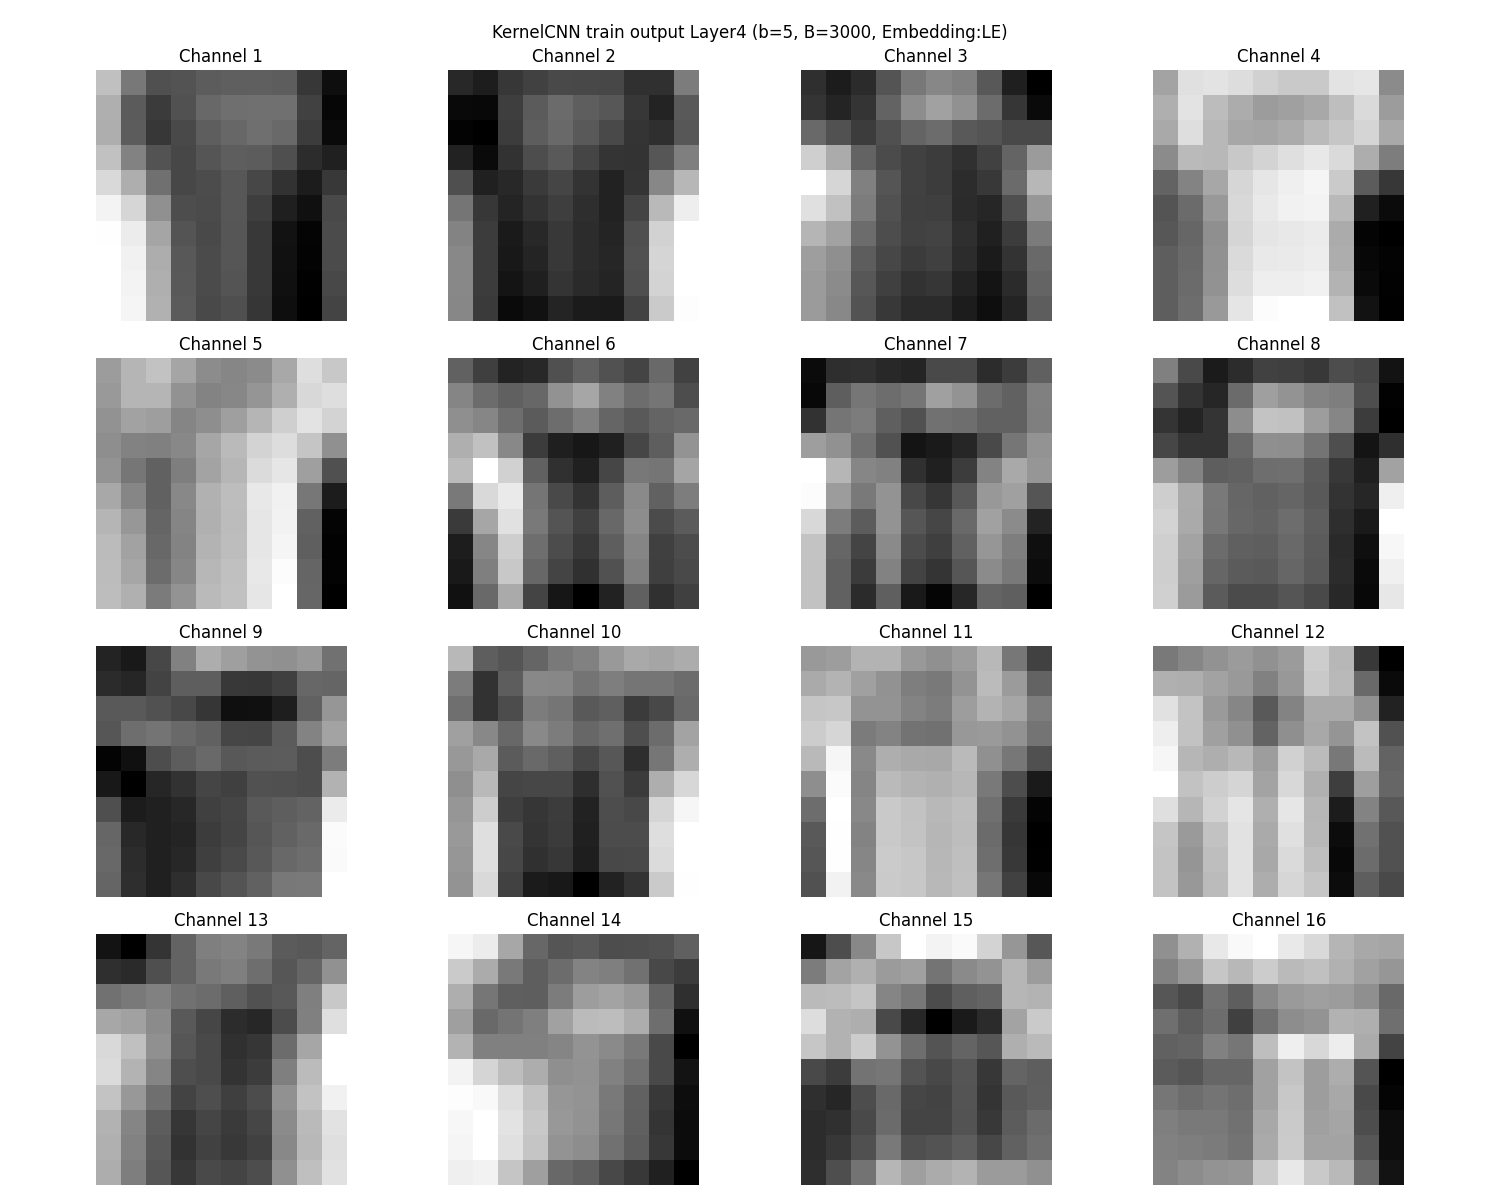 KernelCNN train output Layer4 (b=5, B=3000, Embedding:LE)
Channel 1
Channel 2
Channel 3
Channel 4
Channel 5
Channel 6
Channel 7
Channel 8
Channel 9
Channel 10
Channel 11
Channel 12
Channel 13
Channel 14
Channel 15
Channel 16